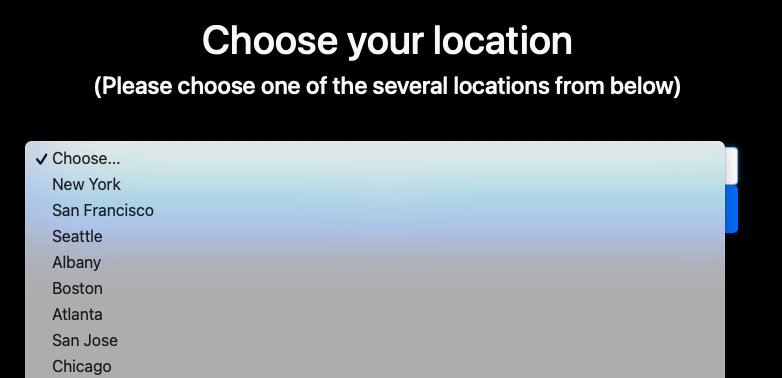 Choose your location
(Please choose one of the several locations from below)
Choose...
New York
San Francisco
Seattle
Albany
Boston
Atlanta
San Jose
Chicago